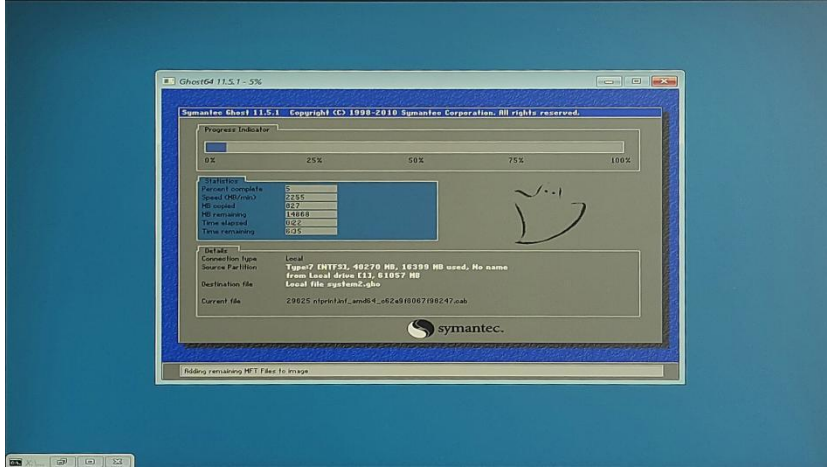 Ghost64 11.5.1 - 5%
Symantec Ghost 11.5.1 Copyright (C) 1998-2010 Symantec Corporation. All rights reserved.
Progress Indicator
0% 25% 50% 75% 100%
Statistics
Percent complete 5
Speed (MB/min) 2255
MB copied 827
MB remaining 14868
Time elapsed 0:22
Time remaining 6:35
Details
Connection type Local
Source Partition Type:7 [NTFS], 40270 MB, 16399 MB used, No name
from Local drive [1], 61057 MB
Destination file Local file system2.gho
Current file 29625
symantec.
Adding remaining MFT Files to image